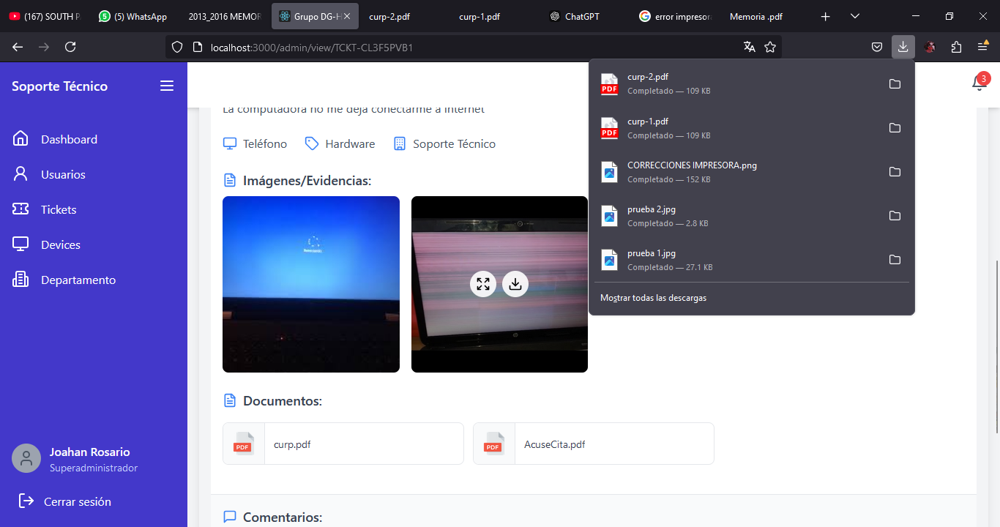 (167) SOUTH P
(5) WhatsApp
2013_2016 MEMOR
Grupo DG-H
curp-2.pdf
curp-1.pdf
ChatGPT
error impresora
Memoria .pdf
localhost:3000/admin/view/TCKT-CL3F5PVB1
Soporte Técnico
3
Dashboard
Usuarios
Tickets
Devices
Departamento
Joahan Rosario
Superadministrador
Cerrar sesión
La computadora no me deja conectarme a internet
Teléfono
Hardware
Soporte Técnico
Imágenes/Evidencias:
Documentos:
PDF
curp.pdf
PDF
AcuseCita.pdf
Comentarios:
PDF
curp-2.pdf
Completado — 109 KB
PDF
curp-1.pdf
Completado — 109 KB
CORRECCIONES IMPRESORA.png
Completado — 152 KB
prueba 2.jpg
Completado — 2.8 KB
prueba 1.jpg
Completado — 27.1 KB
Mostrar todas las descargas